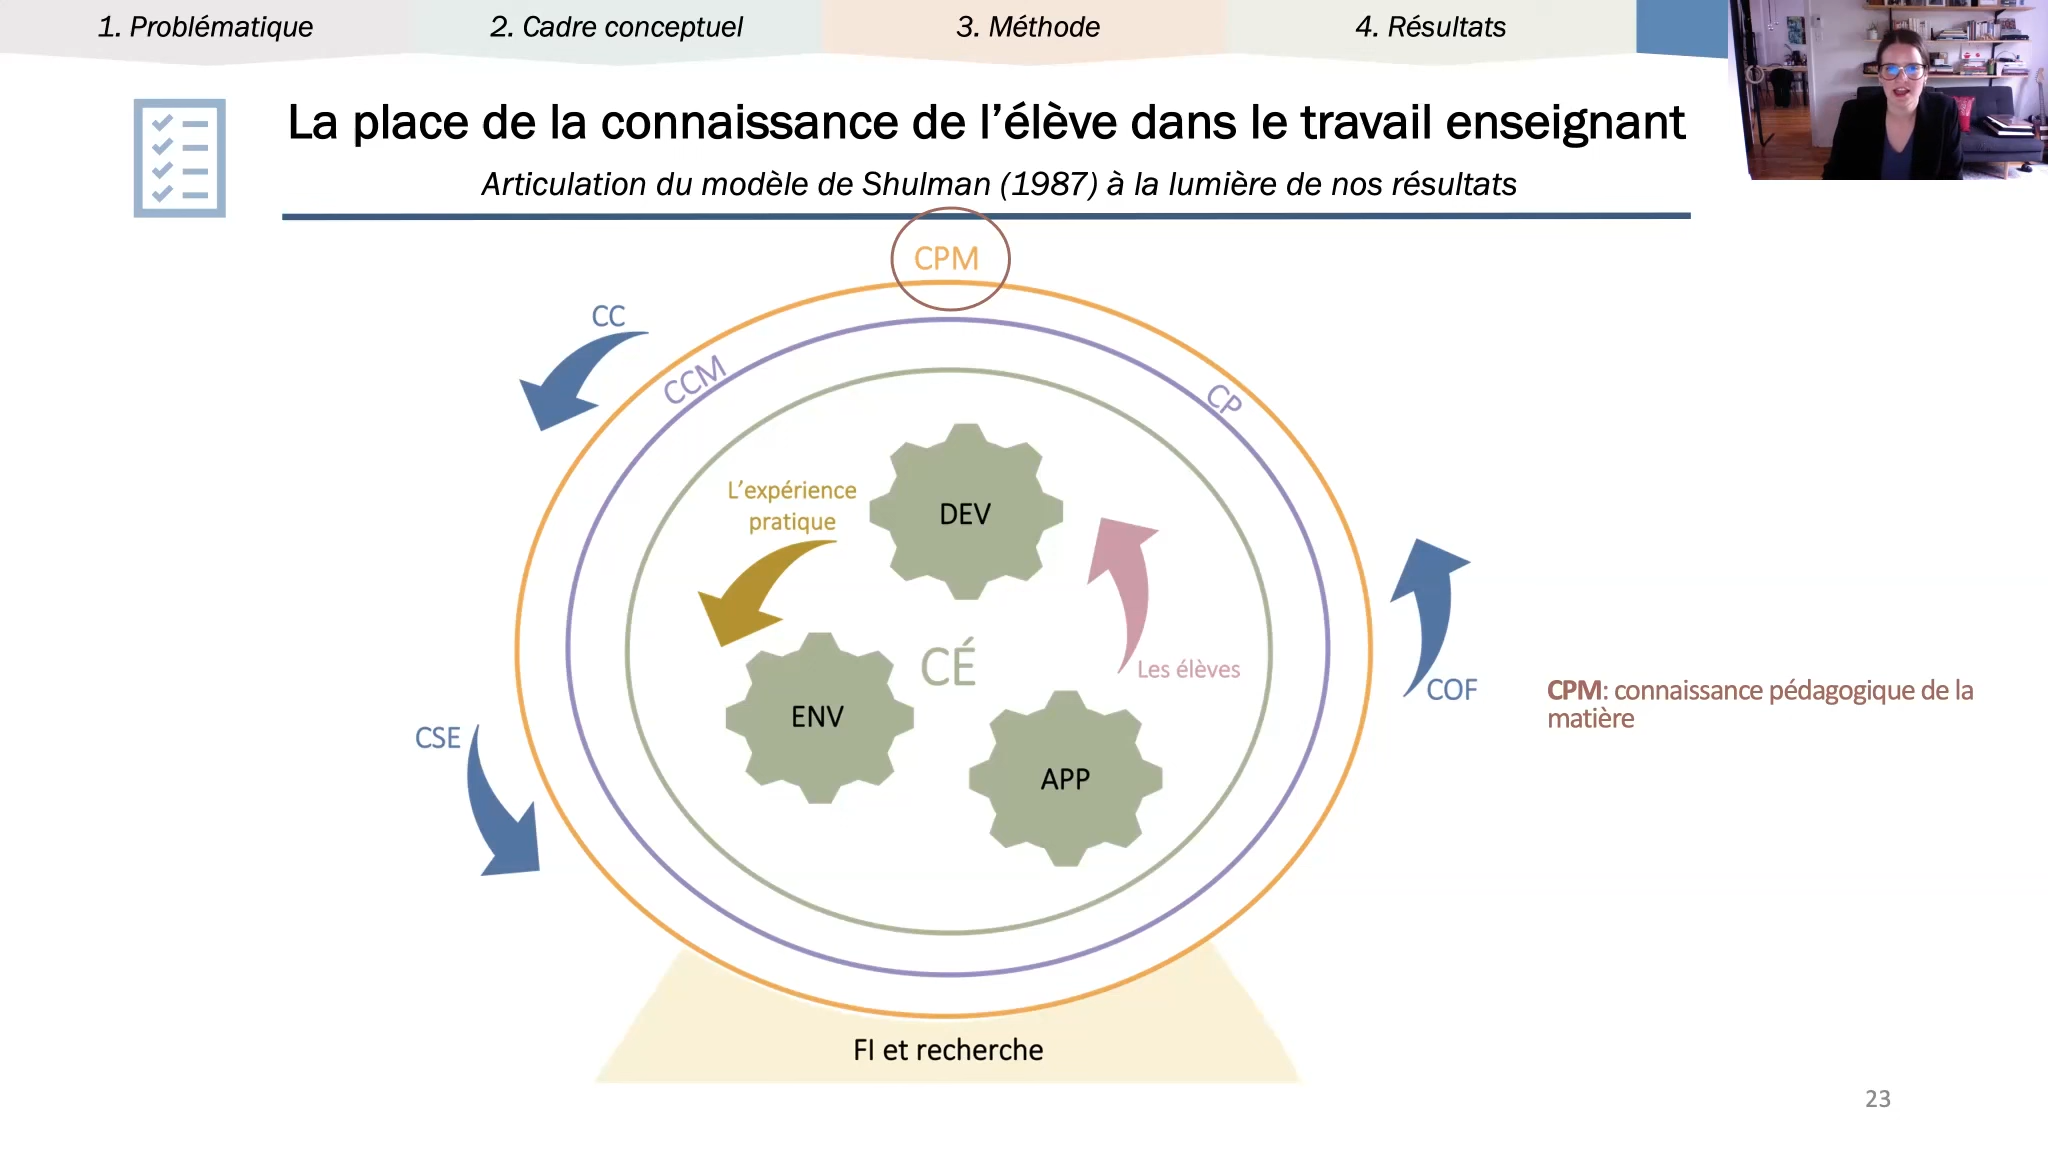 1. Problématique
2. Cadre conceptuel
3. Méthode
4. Résultats
La place de la connaissance de l'élève dans le travail enseignant
Articulation du modèle de Shulman (1987) à la lumière de nos résultats
CPM
CC
CCM
CP
L'expérience
pratique
DEV
CÉ
Les élèves
ENV
APP
CSE
COF
CPM: connaissance pédagogique de la
matière
FI et recherche
23